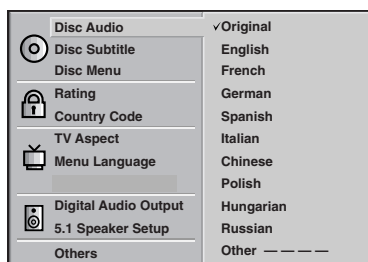 Disc Audio
Disc Subtitle
Disc Menu
Rating
Country Code
TV Aspect
Menu Language
Digital Audio Output
5.1 Speaker Setup
Others
✓Original
English
French
German
Spanish
Italian
Chinese
Polish
Hungarian
Russian
Other — — — —